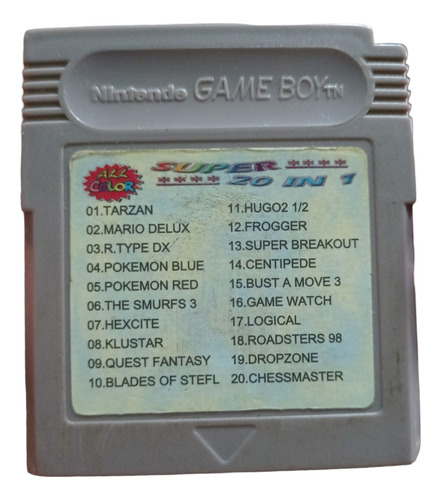 Nintendo GAME BOY TM
ALL COLOR
SUPER ****
**** 20 IN 1
01.TARZAN
02.MARIO DELUX
03.R.TYPE DX
04.POKEMON BLUE
05.POKEMON RED
06.THE SMURFS 3
07.HEXCITE
08.KLUSTAR
09.QUEST FANTASY
10.BLADES OF STEFL
11.HUGO2 1/2
12.FROGGER
13.SUPER BREAKOUT
14.CENTIPEDE
15.BUST A MOVE 3
16.GAME WATCH
17.LOGICAL
18.ROADSTERS 98
19.DROPZONE
20.CHESSMASTER